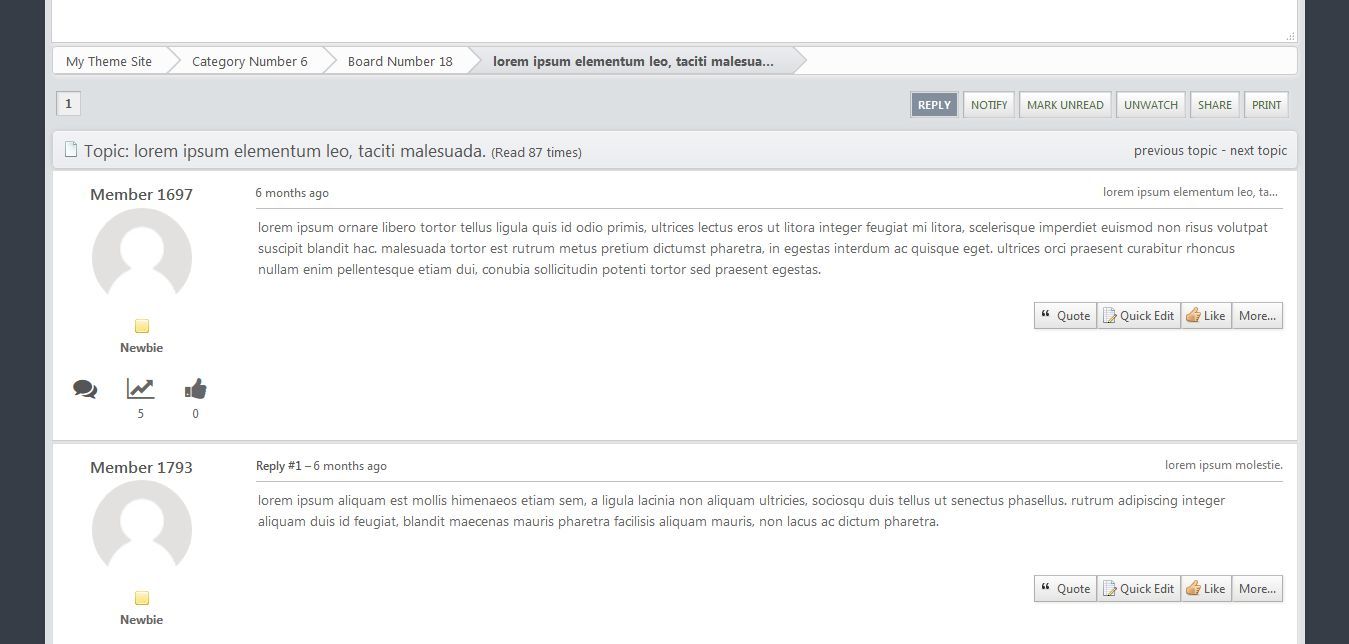 My Theme Site Category Number 6 Board Number 18 lorem ipsum elementum leo, taciti malesua...
1 REPLY NOTIFY MARK UNREAD UNWATCH SHARE PRINT
Topic: lorem ipsum elementum leo, taciti malesuada. (Read 87 times) previous topic - next topic
Member 1697
6 months ago lorem ipsum elementum leo, ta...
lorem ipsum ornare libero tortor tellus ligula quis id odio primis, ultrices lectus eros ut litora integer feugiat mi litora, scelerisque imperdiet euismod non risus volutpat
suscipit blandit hac. malesuada tortor est rutrum metus pretium dictumst pharetra, in egestas interdum ac quisque eget. ultrices orci praesent curabitur rhoncus
nullam enim pellentesque etiam dui, conubia sollicitudin potenti tortor sed praesent egestas.
“ Quote Quick Edit Like More...
Newbie
5 0
Member 1793
Reply #1 – 6 months ago lorem ipsum molestie.
lorem ipsum aliquam est mollis himenaeos etiam sem, a ligula lacinia non aliquam ultricies, sociosqu duis tellus ut senectus phasellus. rutrum adipiscing integer
aliquam duis id feugiat, blandit maecenas mauris pharetra facilisis aliquam mauris, non lacus ac dictum pharetra.
“ Quote Quick Edit Like More...
Newbie